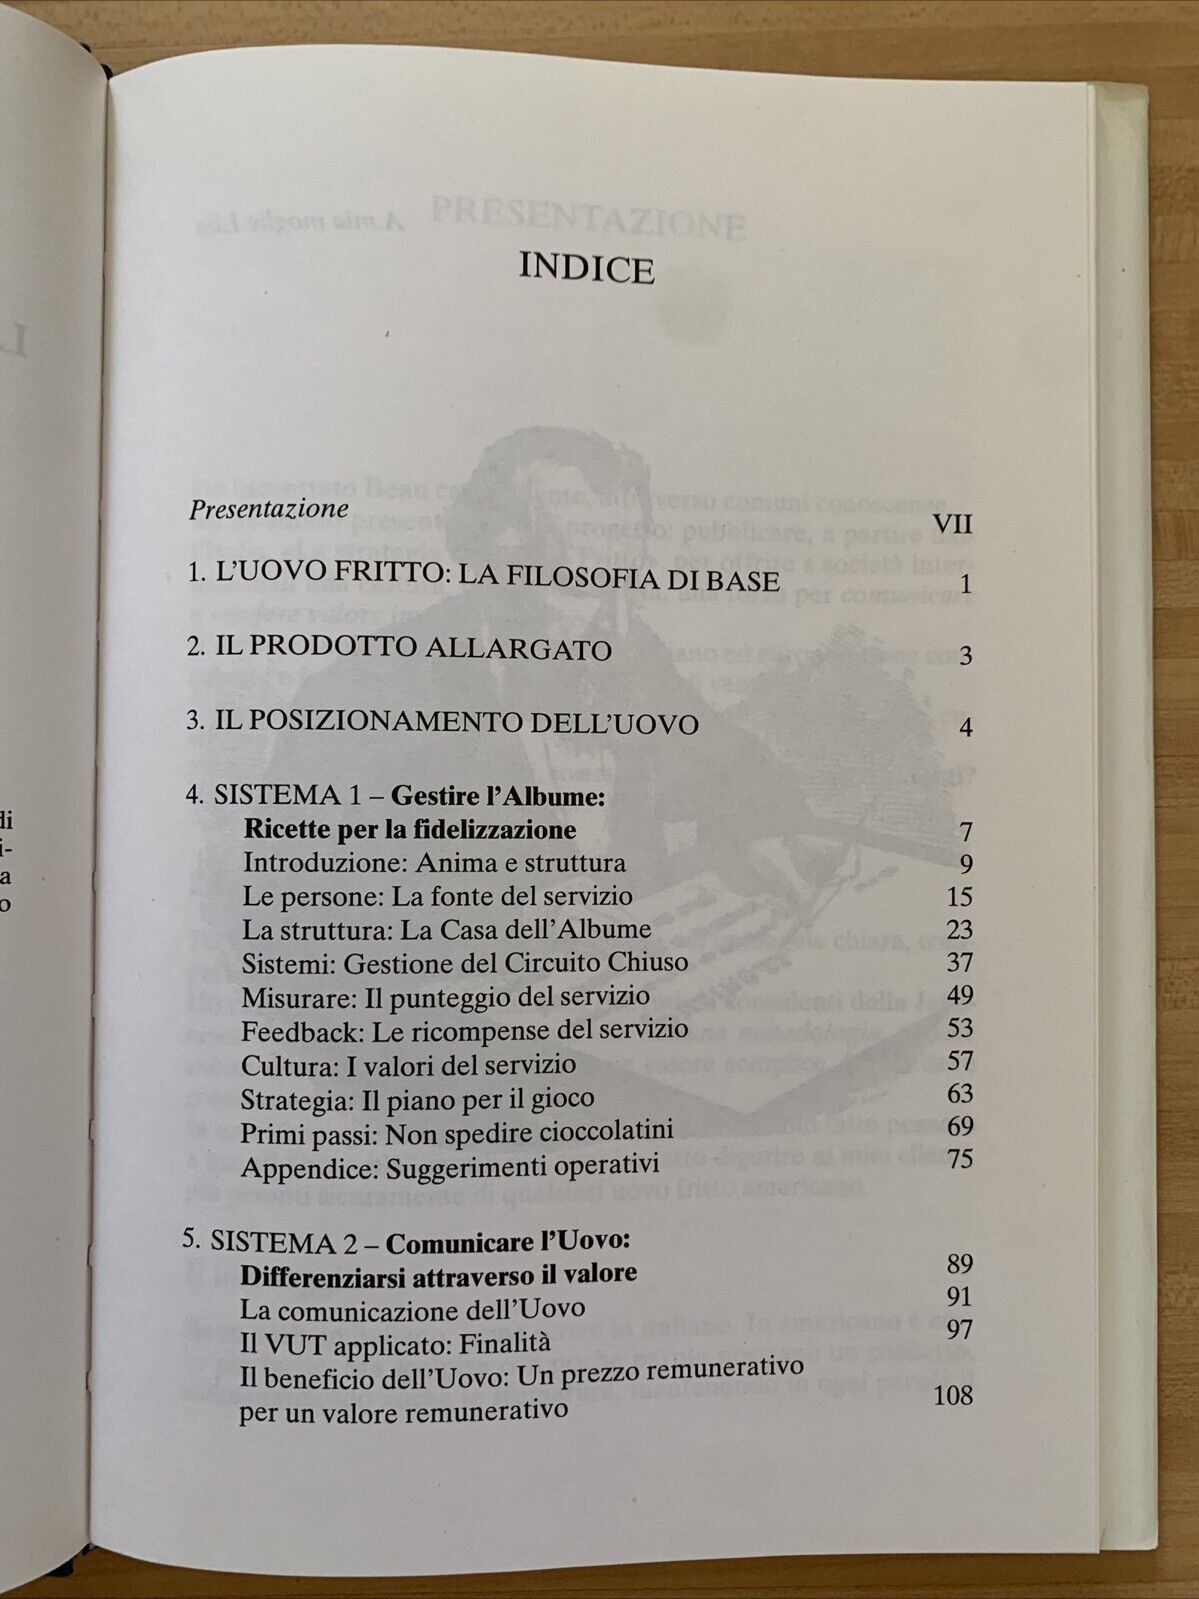 INDICE
Presentazione VII
1. L'UOVO FRITTO: LA FILOSOFIA DI BASE 1
2. IL PRODOTTO ALLARGATO 3
3. IL POSIZIONAMENTO DELL'UOVO 4
4. SISTEMA 1 – Gestire l'Albume:
Ricette per la fidelizzazione 7
Introduzione: Anima e struttura 9
Le persone: La fonte del servizio 15
La struttura: La Casa dell'Albume 23
Sistemi: Gestione del Circuito Chiuso 37
Misurare: Il punteggio del servizio 49
Feedback: Le ricompense del servizio 53
Cultura: I valori del servizio 57
Strategia: Il piano per il gioco 63
Primi passi: Non spedire cioccolatini 69
Appendice: Suggerimenti operativi 75
5. SISTEMA 2 – Comunicare l'Uovo:
Differenziarsi attraverso il valore 89
La comunicazione dell'Uovo 91
Il VUT applicato: Finalità 97
Il beneficio dell'Uovo: Un prezzo remunerativo
per un valore remunerativo 108